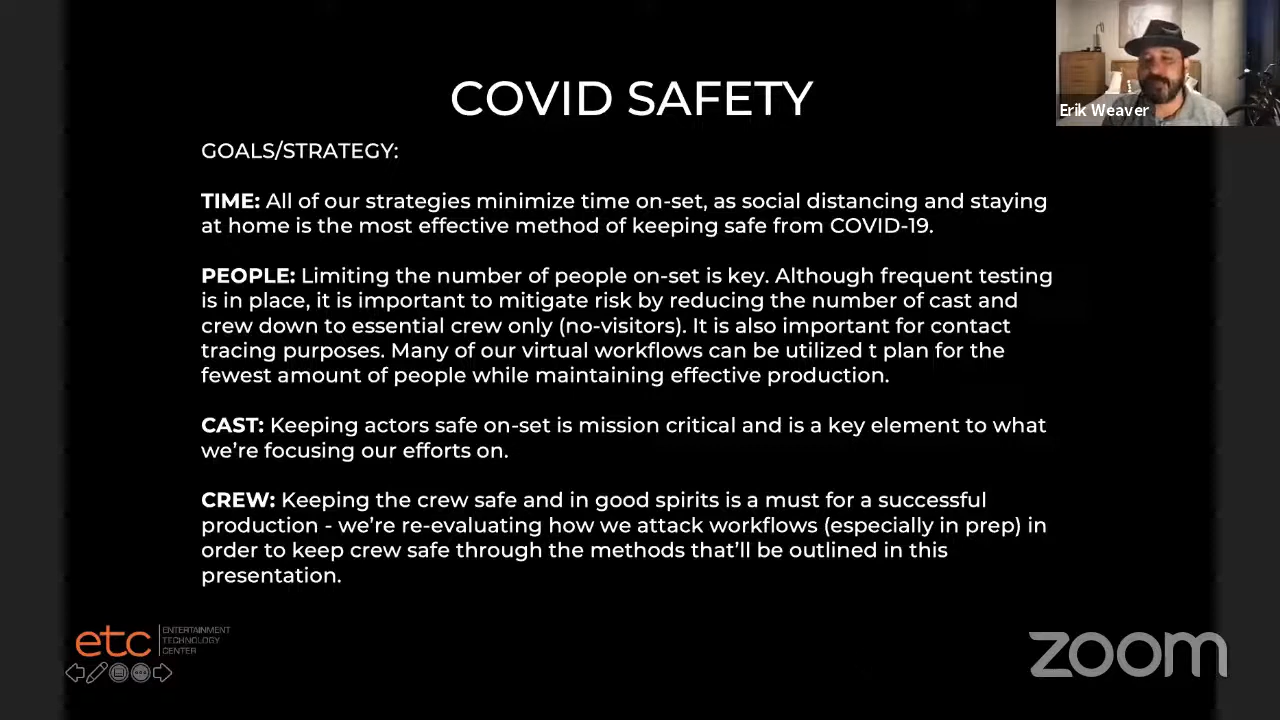 COVID SAFETY
Erik Weaver
GOALS/STRATEGY:
TIME: All of our strategies minimize time on-set, as social distancing and staying
at home is the most effective method of keeping safe from COVID-19.
PEOPLE: Limiting the number of people on-set is key. Although frequent testing
is in place, it is important to mitigate risk by reducing the number of cast and
crew down to essential crew only (no-visitors). It is also important for contact
tracing purposes. Many of our virtual workflows can be utilized t plan for the
fewest amount of people while maintaining effective production.
CAST: Keeping actors safe on-set is mission critical and is a key element to what
we're focusing our efforts on.
CREW: Keeping the crew safe and in good spirits is a must for a successful
production - we're re-evaluating how we attack workflows (especially in prep) in
order to keep crew safe through the methods that'll be outlined in this
presentation.
etc
ENTERTAINMENT
TECHNOLOGY
CENTER
zoom